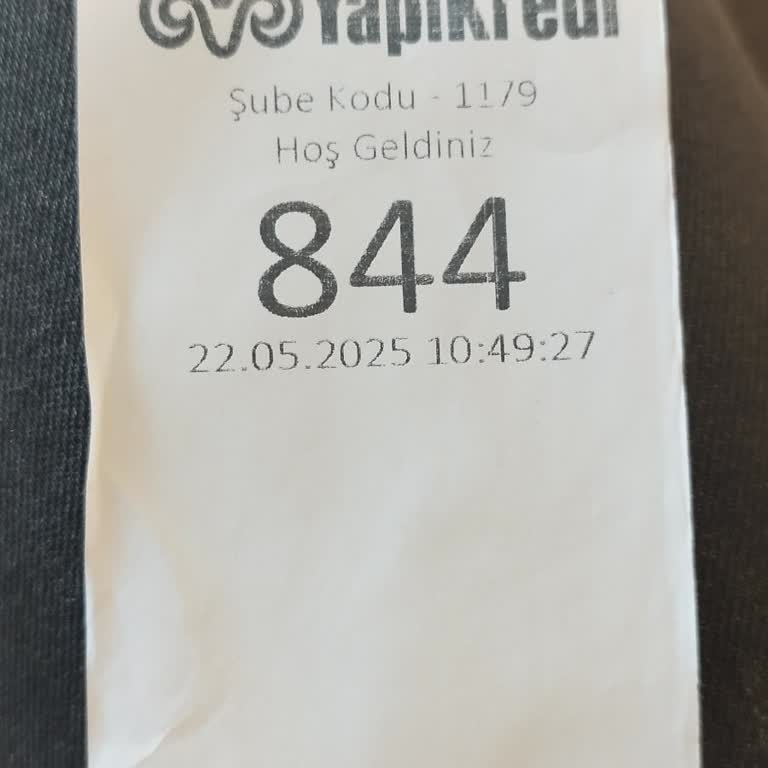 YapıKredi
Şube Kodu - 1179
Hoş Geldiniz
844
22.05.2025 10:49:27